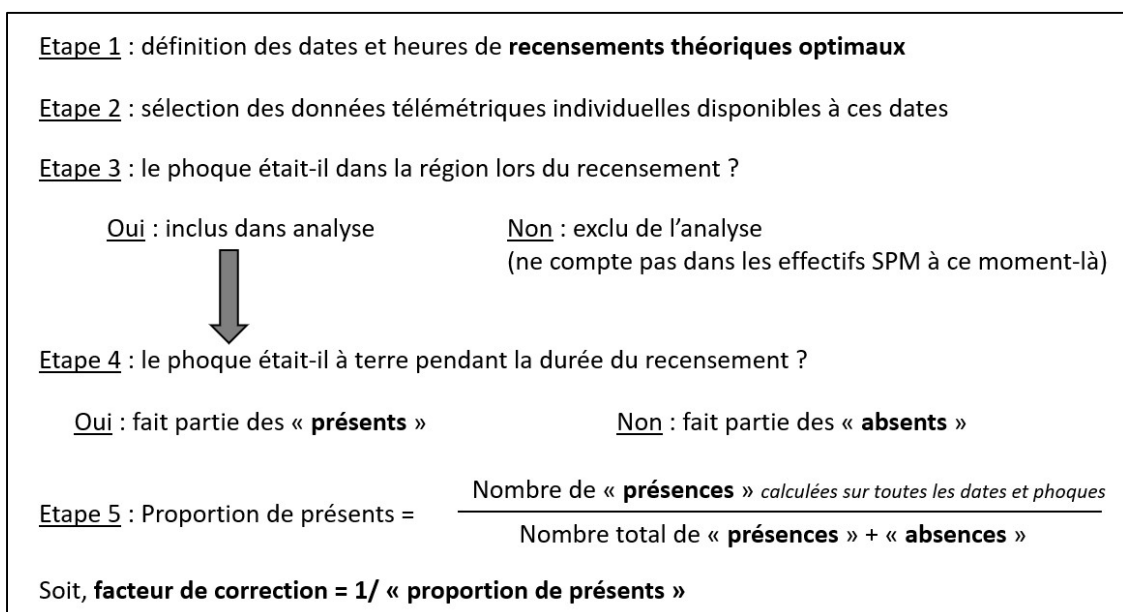 Etape 1 : définition des dates et heures de recensements théoriques optimaux
Etape 2 : sélection des données télémétriques individuelles disponibles à ces dates
Etape 3 : le phoque était-il dans la région lors du recensement ?
Oui : inclus dans analyse
Non : exclu de l'analyse
(ne compte pas dans les effectifs SPM à ce moment-là)
Etape 4 : le phoque était-il à terre pendant la durée du recensement ?
Oui : fait partie des « présents »
Non : fait partie des « absents »
Etape 5 : Proportion de présents =
Nombre de « présences » calculées sur toutes les dates et phoques
Nombre total de « présences » + « absences »
Soit, facteur de correction = 1/ « proportion de présents »